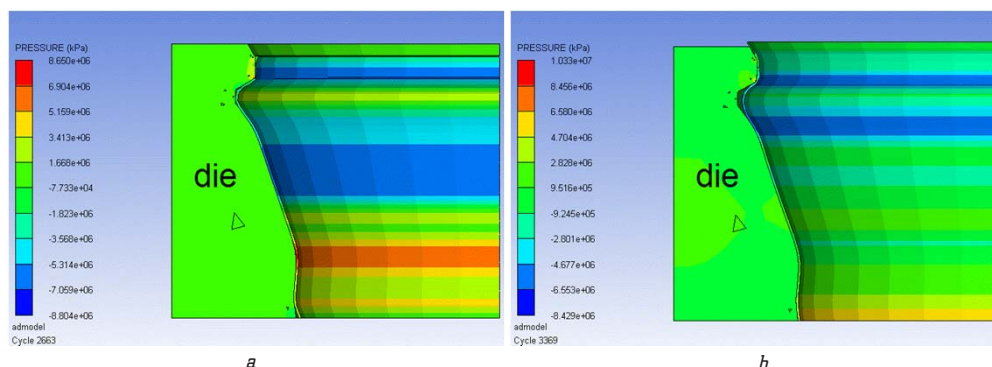 PRESSURE (kPa)
8.650e+06
6.904e+06
5.159e+06
3.413e+06
1.668e+06
-7.733e+04
-1.823e+06
-3.568e+06
-5.314e+06
-7.059e+06
-8.804e+06
admodel
Cycle 2663
die
a
PRESSURE (kPa)
1.033e+07
8.456e+06
6.580e+06
4.704e+06
2.828e+06
9.516e+05
-9.245e+05
-2.801e+06
-4.677e+06
-6.553e+06
-8.429e+06
admodel
Cycle 3369
die
b